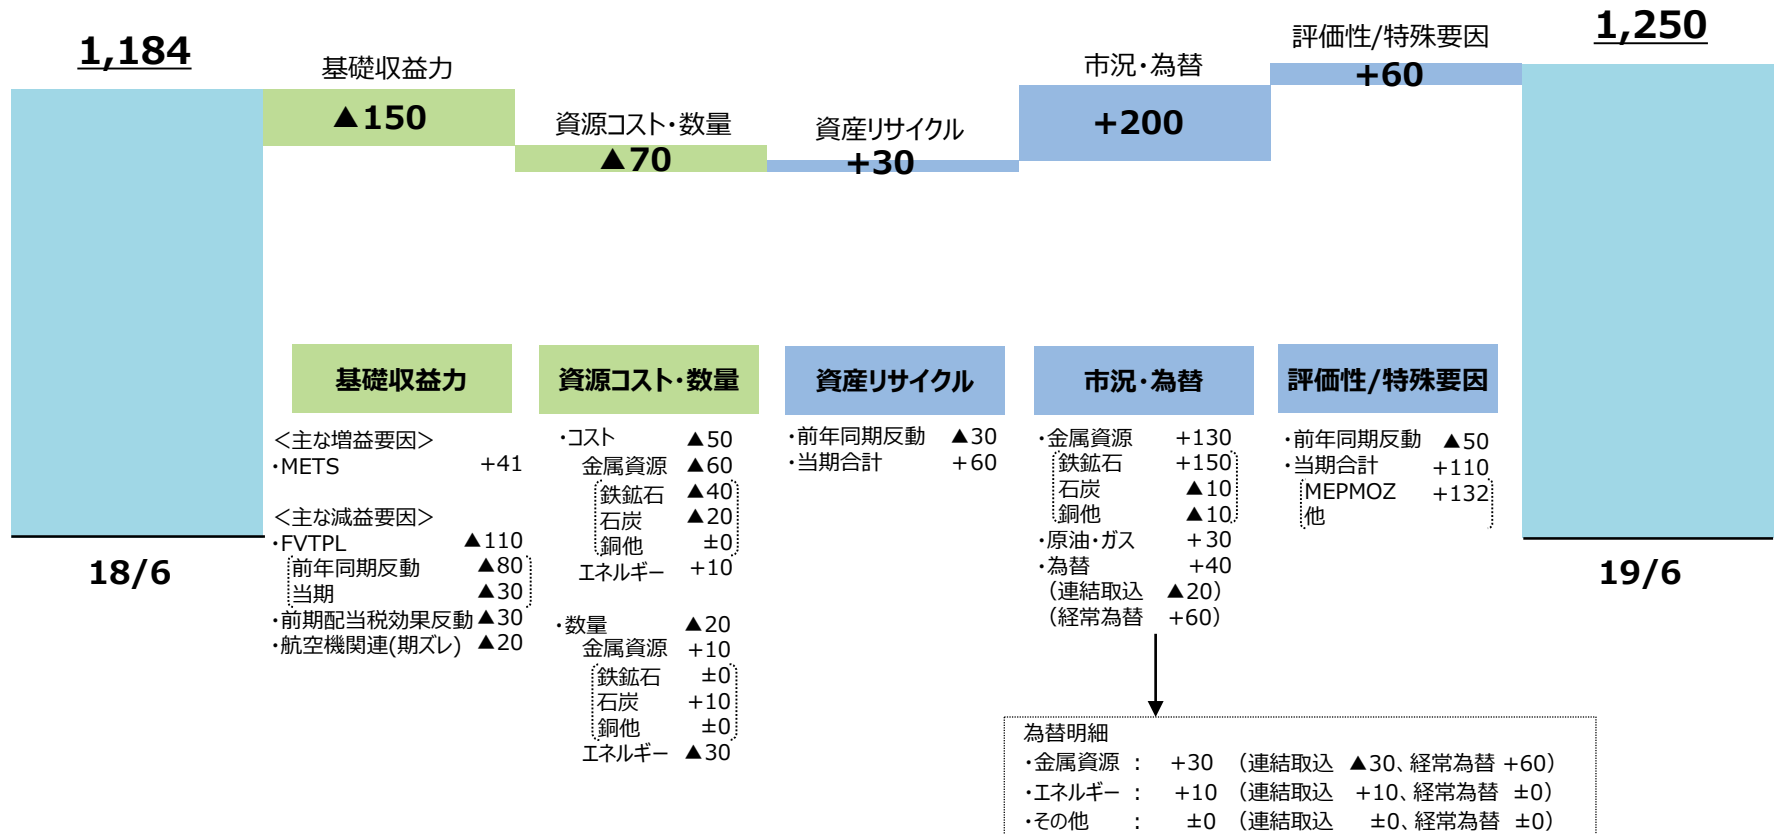 1,184
基礎収益力
▲150
資源コスト・数量
▲70
資産リサイクル
+30
市況・為替
+200
評価性/特殊要因
+60
1,250
18/6
19/6
基礎収益力
＜主な増益要因＞
・METS +41
＜主な減益要因＞
・FVTPL ▲110
前年同期反動 ▲80
当期 ▲30
・前期配当税効果反動 ▲30
・航空機関連(期ズレ) ▲20
資源コスト・数量
・コスト ▲50
金属資源 ▲60
鉄鉱石 ▲40
石炭 ▲20
銅他 ±0
エネルギー +10
・数量 ▲20
金属資源 +10
鉄鉱石 ±0
石炭 +10
銅他 ±0
エネルギー ▲30
資産リサイクル
・前年同期反動 ▲30
・当期合計 +60
市況・為替
・金属資源 +130
鉄鉱石 +150
石炭 ▲10
銅他 ▲10
・原油・ガス +30
・為替 +40
（連結取込 ▲20）
（経常為替 +60）
評価性/特殊要因
・前年同期反動 ▲50
・当期合計 +110
MEPMOZ +132
他
為替明細
・金属資源 : +30 （連結取込 ▲30、経常為替 +60）
・エネルギー : +10 （連結取込 +10、経常為替 ±0）
・その他 : ±0 （連結取込 ±0、経常為替 ±0）